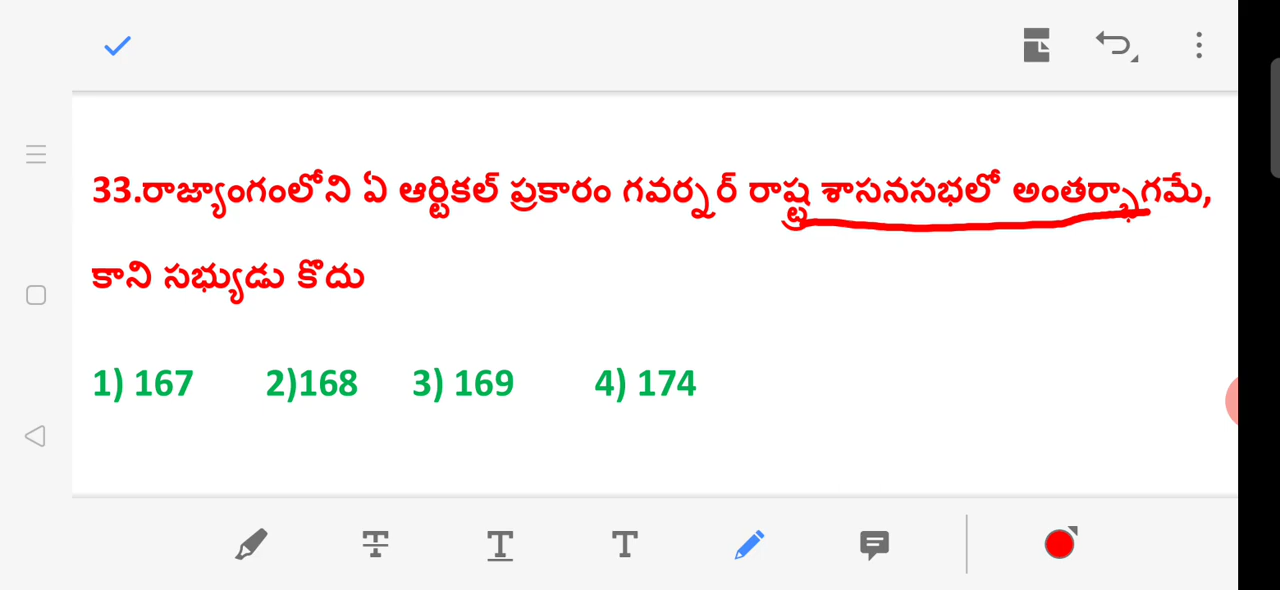 33.రాజ్యాంగంలోని ఏ ఆర్టికల్ ప్రకారం గవర్నర్ రాష్ట్ర శాసనసభలో అంతర్భాగమే,
కాని సభ్యుడు కొదు
1) 167 2)168 3) 169 4) 174